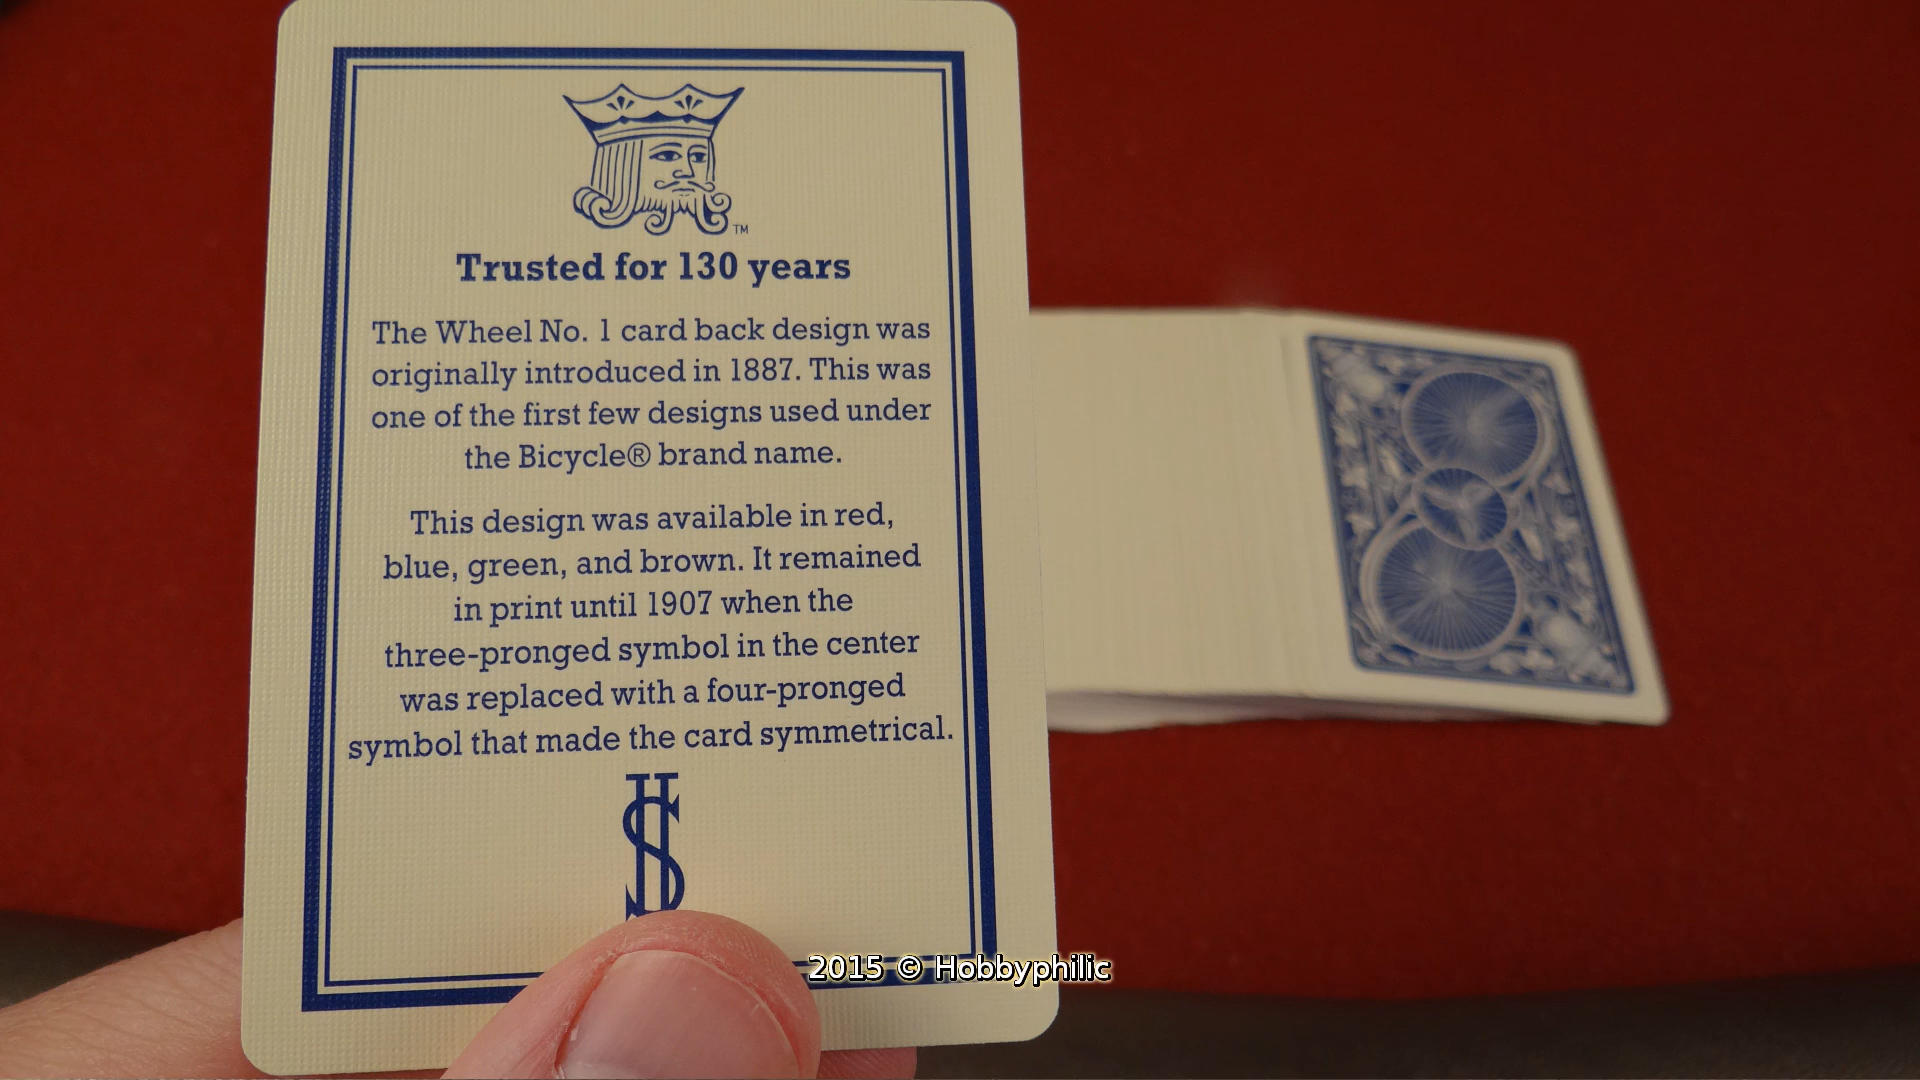 TM
Trusted for 130 years
The Wheel No. 1 card back design was
originally introduced in 1887. This was
one of the first few designs used under
the Bicycle® brand name.
This design was available in red,
blue, green, and brown. It remained
in print until 1907 when the
three-pronged symbol in the center
was replaced with a four-pronged
symbol that made the card symmetrical.
2015 © Hobbyphilic